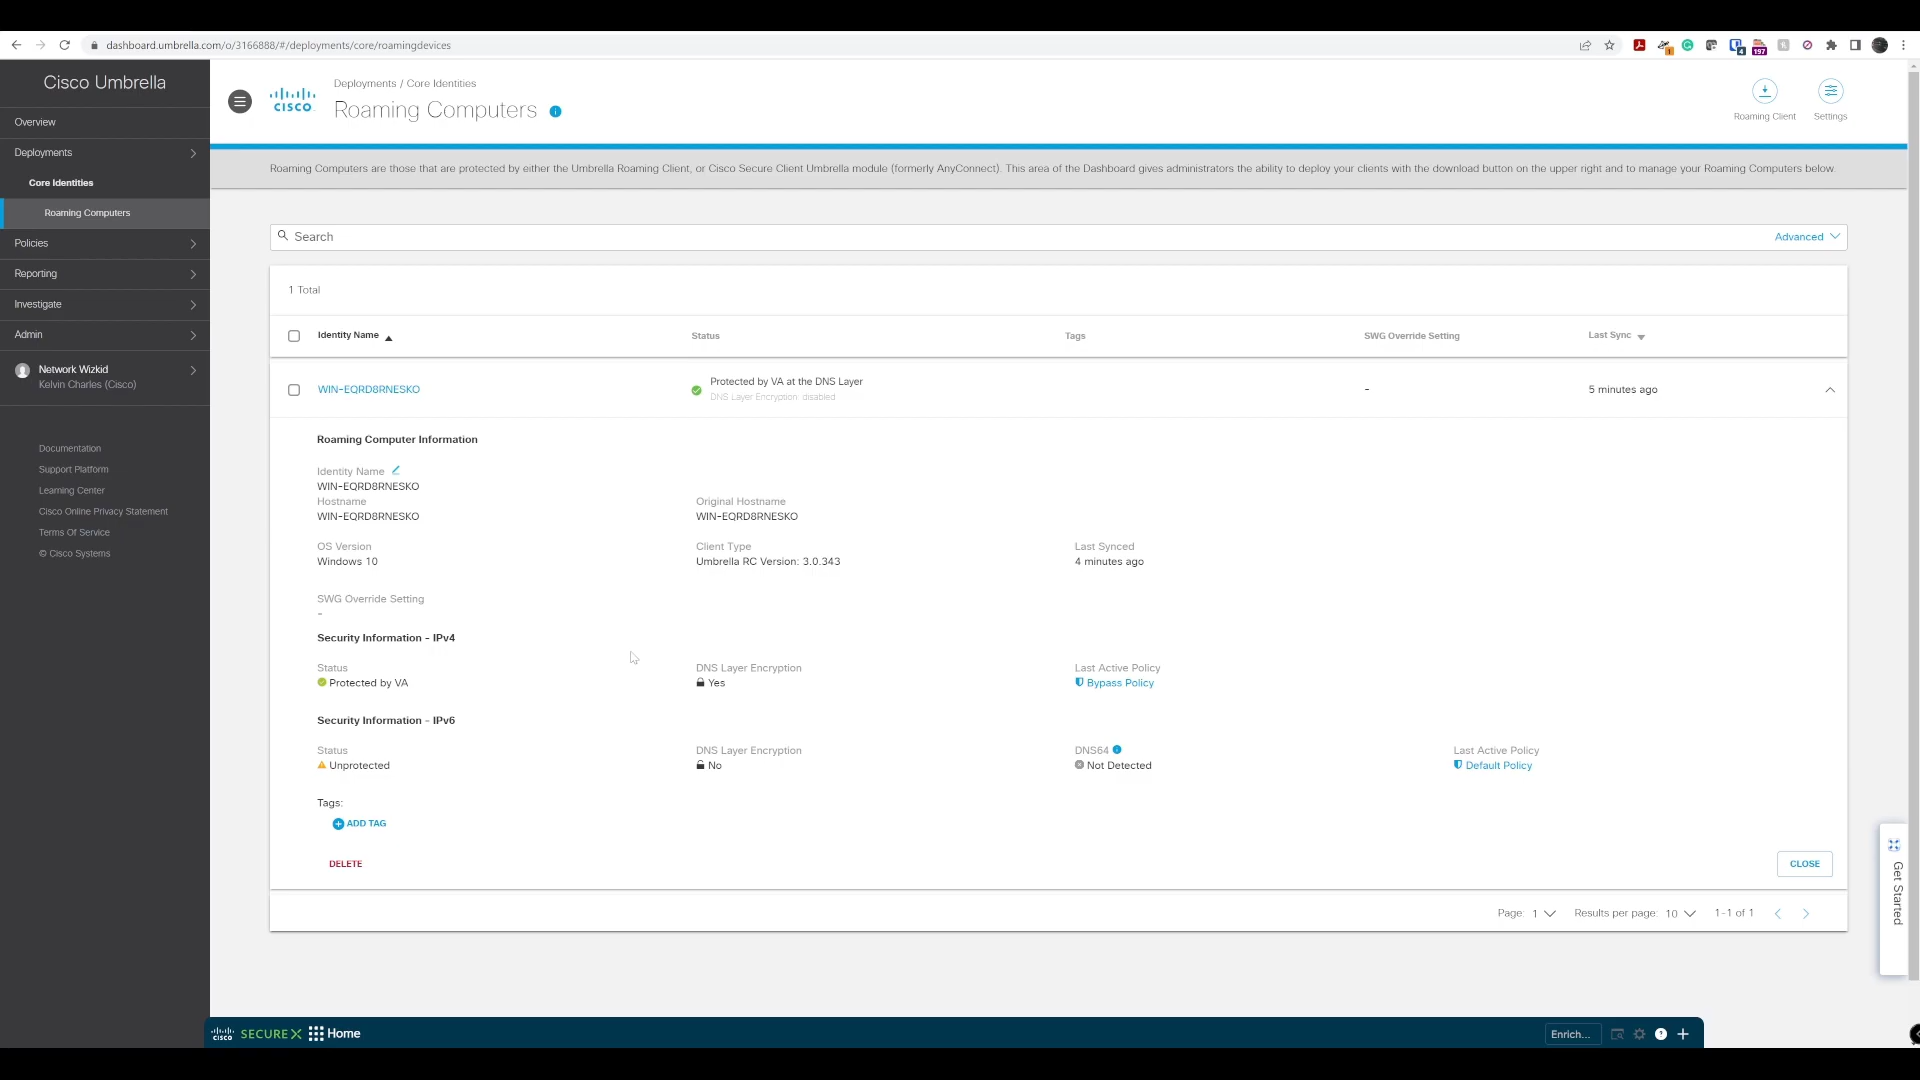 dashboard.umbrella.com/o/3166888/#/deployments/core/roamingdevices
1
4
197
Cisco Umbrella
Overview
Deployments
Core Identities
Roaming Computers
Policies
Reporting
Investigate
Admin
Network Wizkid
Kelvin Charles (Cisco)
Documentation
Support Platform
Learning Center
Cisco Online Privacy Statement
Terms Of Service
© Cisco Systems
CISCO
Deployments / Core Identities
Roaming Computers
Roaming Client
Settings
Roaming Computers are those that are protected by either the Umbrella Roaming Client, or Cisco Secure Client Umbrella module (formerly AnyConnect). This area of the Dashboard gives administrators the ability to deploy your clients with the download button on the upper right and to manage your Roaming Computers below.
Search
Advanced
1 Total
Identity Name Status Tags SWG Override Setting Last Sync
WIN-EQRD8RNESKO Protected by VA at the DNS Layer - 5 minutes ago
DNS Layer Encryption: disabled
Roaming Computer Information
Identity Name
WIN-EQRD8RNESKO
Hostname Original Hostname
WIN-EQRD8RNESKO WIN-EQRD8RNESKO
OS Version Client Type Last Synced
Windows 10 Umbrella RC Version: 3.0.343 4 minutes ago
SWG Override Setting
-
Security Information - IPv4
Status DNS Layer Encryption Last Active Policy
Protected by VA Yes Bypass Policy
Security Information - IPv6
Status DNS Layer Encryption DNS64 Last Active Policy
Unprotected No Not Detected Default Policy
Tags:
ADD TAG
DELETE CLOSE
Page: 1 Results per page: 10 1-1 of 1
Get Started
CISCO SECUREX Home
Enrich...